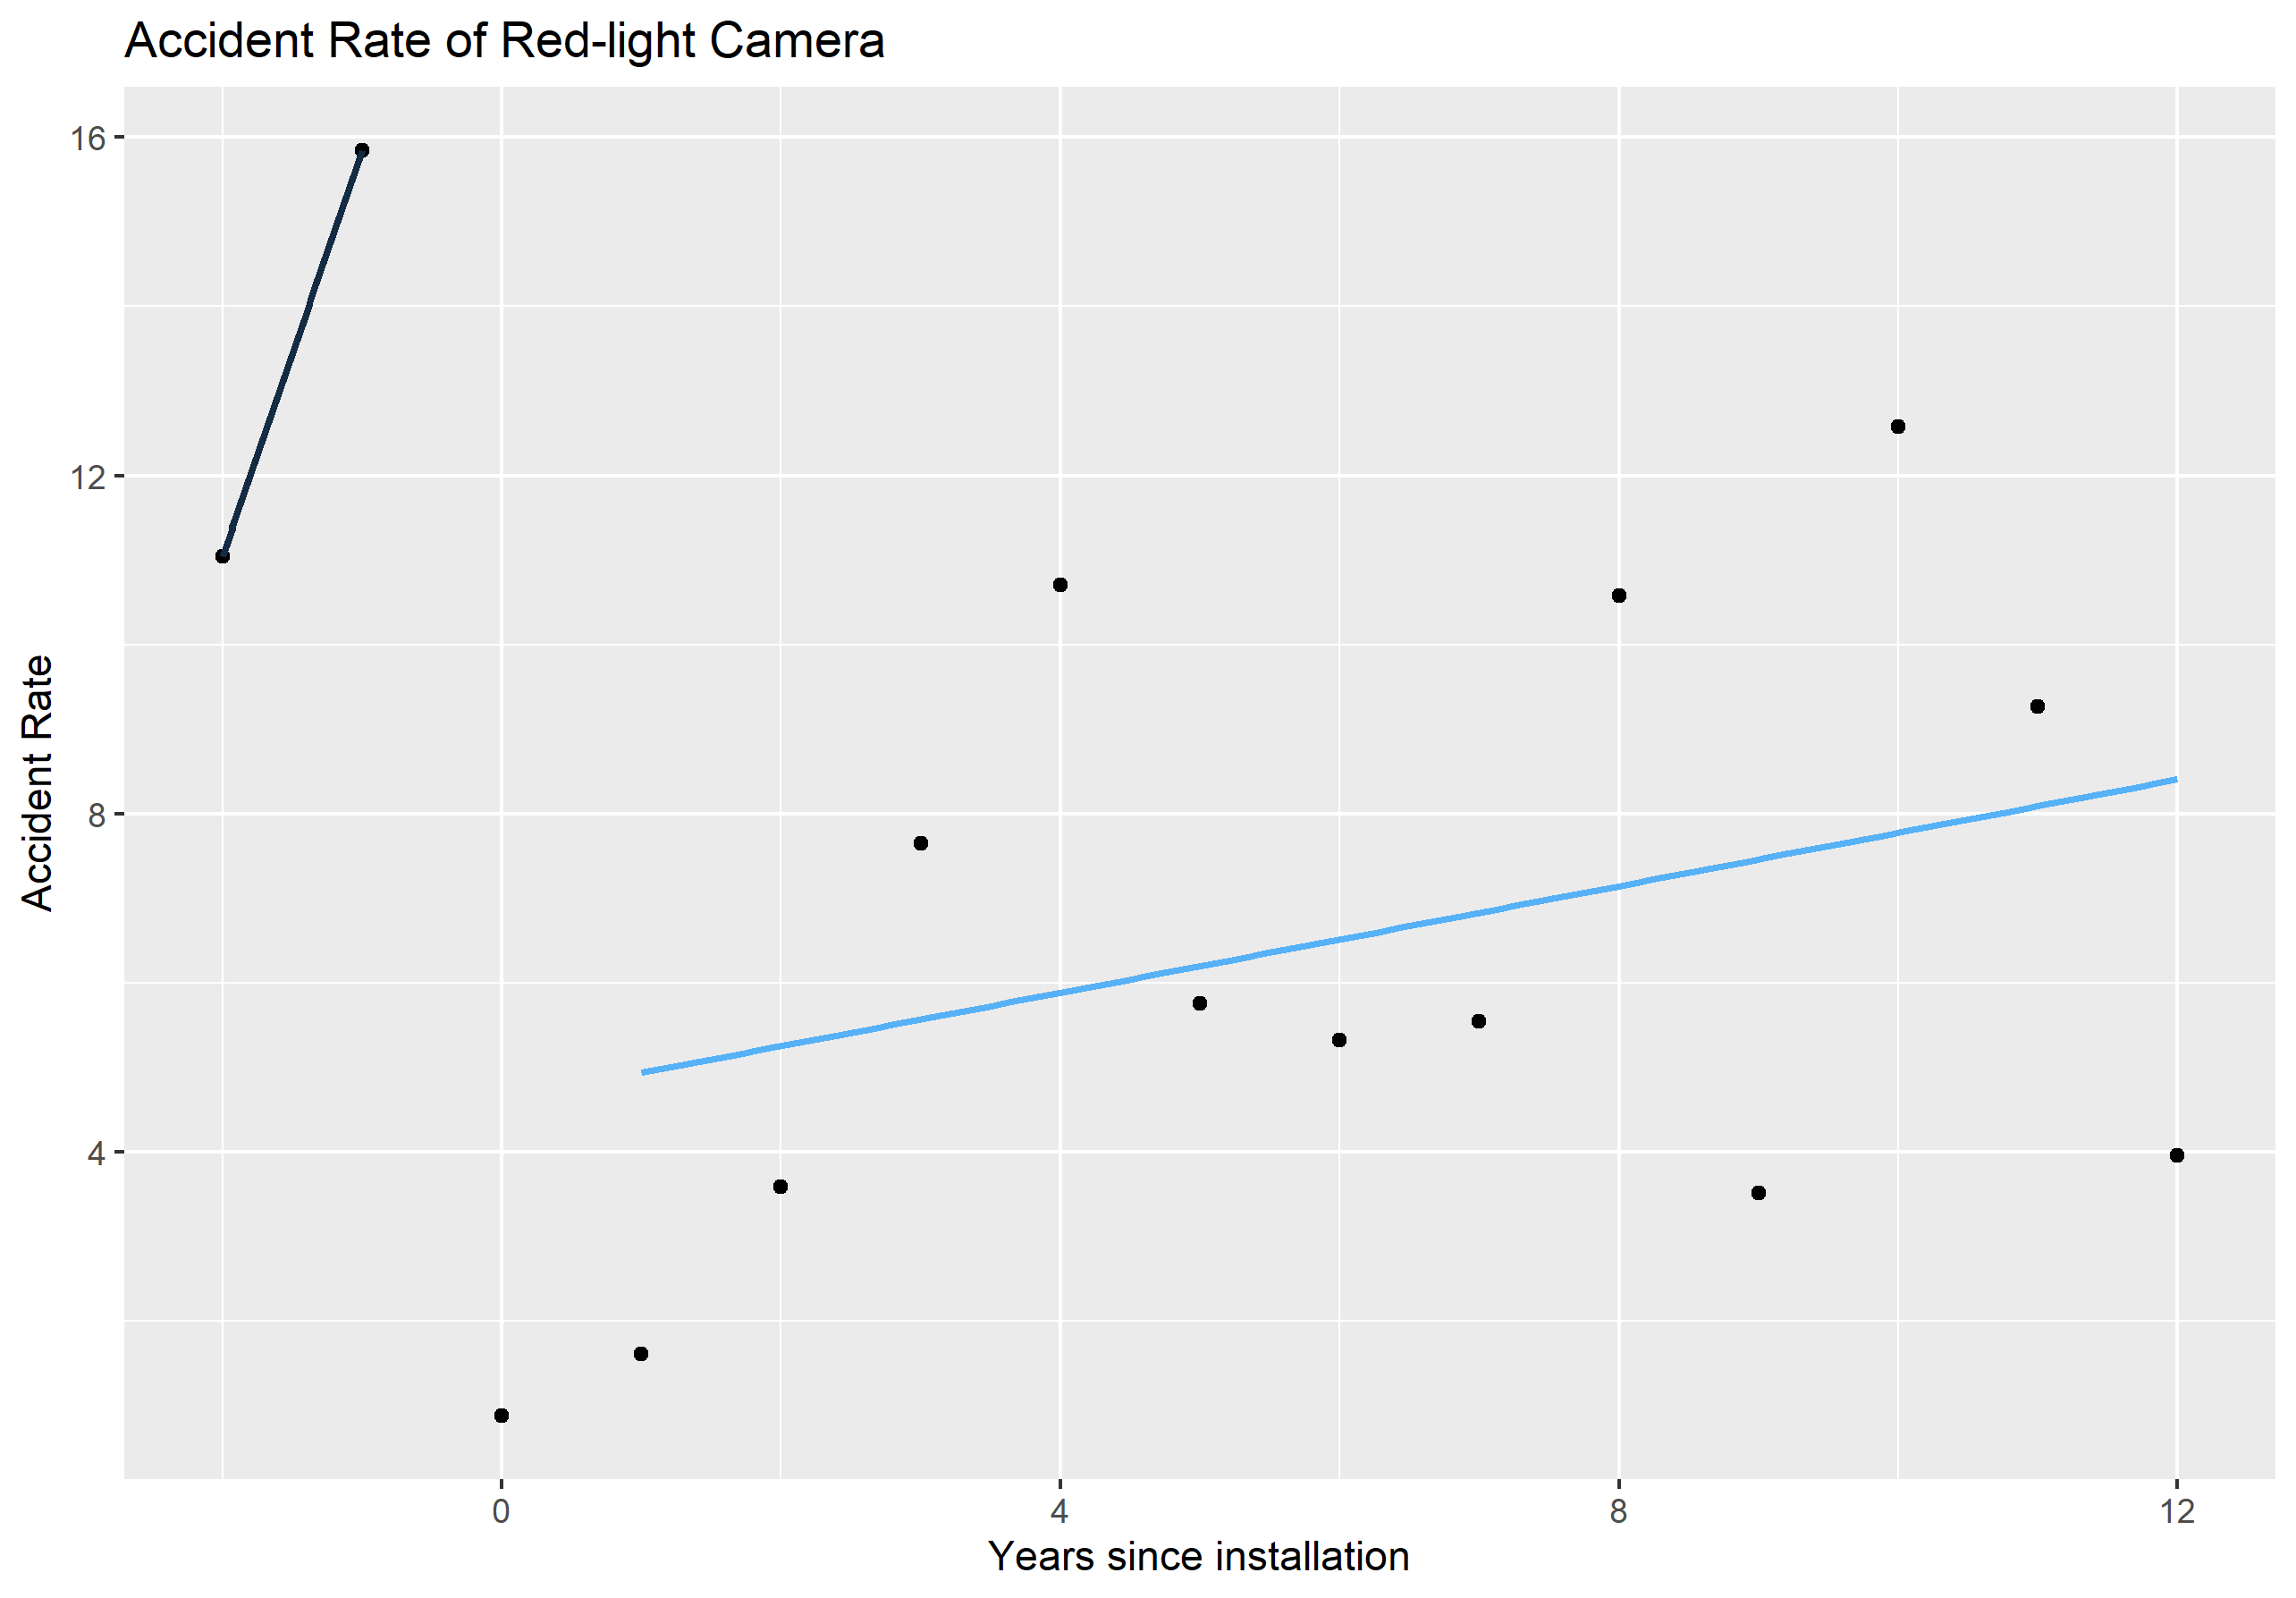 Accident Rate of Red-light Camera
16
12
8
4
Accident Rate
0 4 8 12
Years since installation